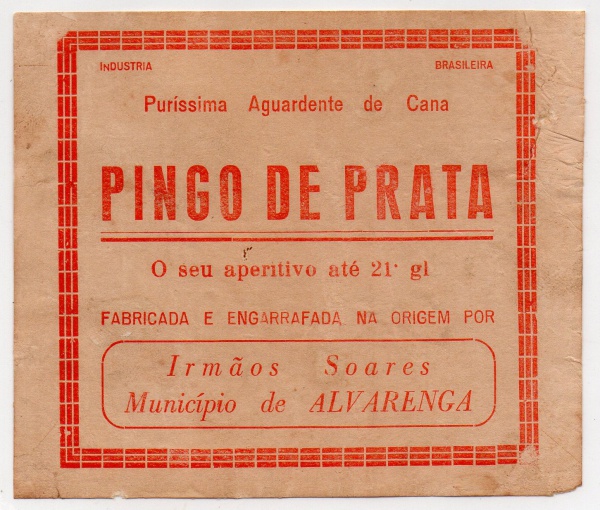 INDUSTRIA BRASILEIRA
Puríssima Aguardente de Cana
PINGO DE PRATA
O seu aperitivo até 21° gl
FABRICADA E ENGARRAFADA NA ORIGEM POR
Irmãos Soares
Município de ALVARENGA